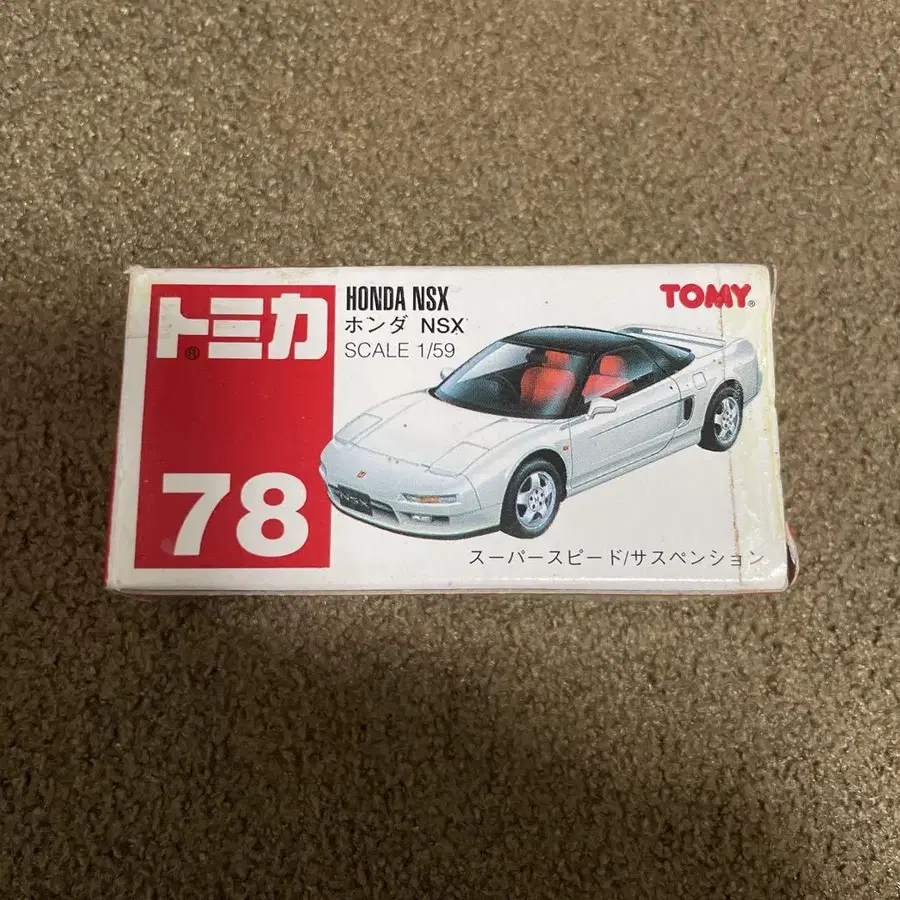 トミカ®
78
HONDA NSX
ホンダ NSX
SCALE 1/59
TOMY®
スーパースピード/サスペンション